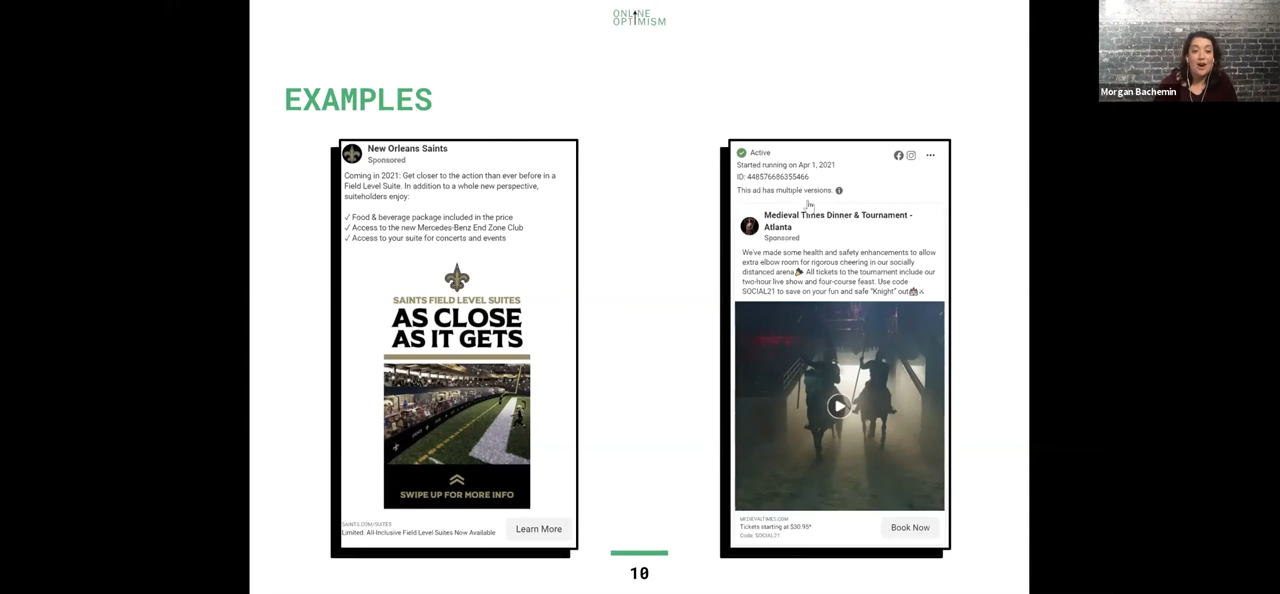 ONLINE
OPTIMISM
Morgan Bachemin
EXAMPLES
New Orleans Saints
Sponsored
Coming in 2021: Get closer to the action than ever before in a
Field Level Suite. In addition to a whole new perspective,
suiteholders enjoy:
✓ Food & beverage package included in the price
✓ Access to the new Mercedes-Benz End Zone Club
✓ Access to your suite for concerts and events
SAINTS FIELD LEVEL SUITES
AS CLOSE
AS IT GETS
SWIPE UP FOR MORE INFO
SAINTS.COM/SUITES
Limited: All-Inclusive Field Level Suites Now Available
Learn More
Active
Started running on Apr 1, 2021
ID: 448576686355466
This ad has multiple versions.
Medieval Times Dinner & Tournament -
Atlanta
Sponsored
We've made some health and safety enhancements to allow
extra elbow room for rigorous cheering in our socially
distanced arena🎉 All tickets to the tournament include our
two-hour live show and four-course feast. Use code
SOCIAL21 to save on your fun and safe "Knight" out🏰⚔
MEDIEVALTIMES.COM
Tickets starting at $30.95*
Code: SOCIAL21
Book Now
10